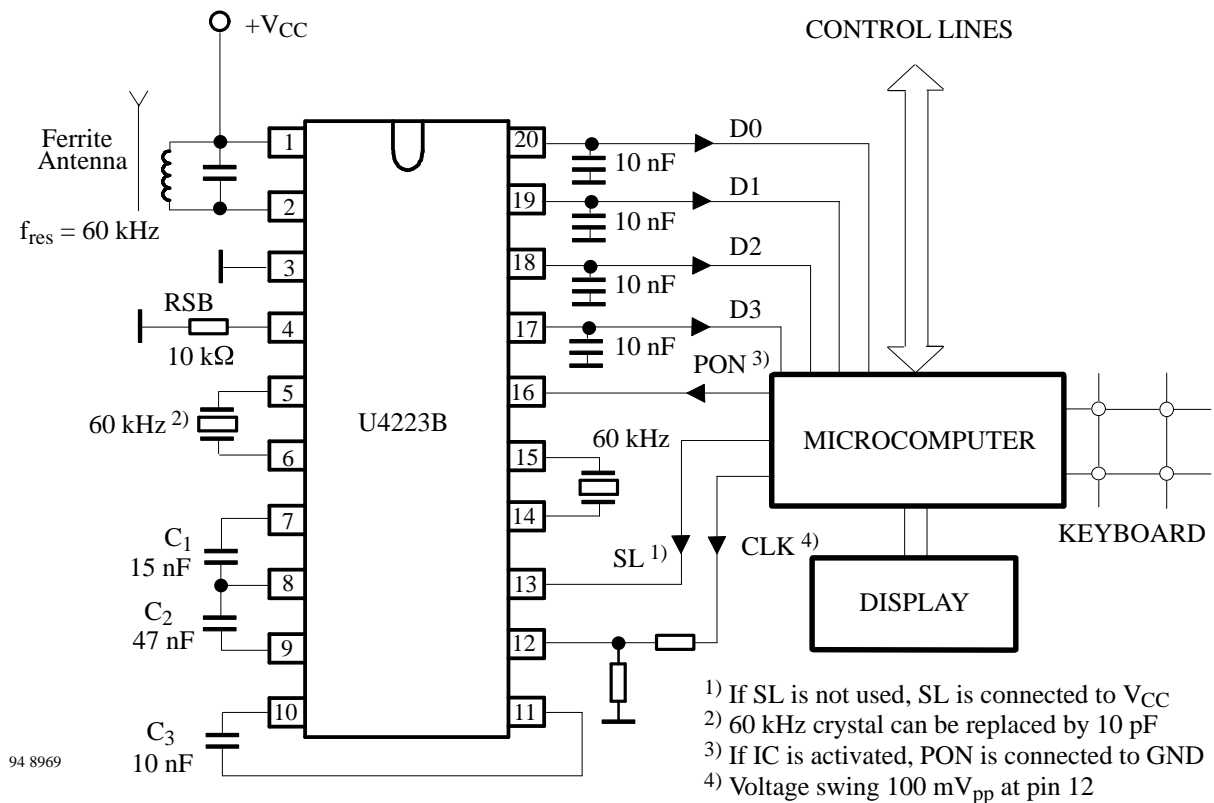 +VCC
CONTROL LINES
Ferrite
Antenna
fres = 60 kHz
1
2
3
RSB
4
10 kΩ
5
60 kHz 2)
6
7
C1
15 nF
8
C2
47 nF
9
10
C3
10 nF
94 8969
U4223B
20
D0
10 nF
19
D1
10 nF
18
D2
10 nF
17
D3
10 nF
16
PON 3)
15
60 kHz
14
13
SL 1)
CLK 4)
12
11
MICROCOMPUTER
KEYBOARD
DISPLAY
1) If SL is not used, SL is connected to VCC
2) 60 kHz crystal can be replaced by 10 pF
3) If IC is activated, PON is connected to GND
4) Voltage swing 100 mVpp at pin 12